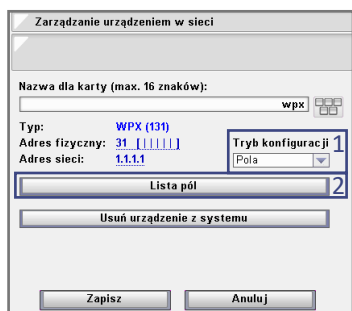 Zarządzanie urządzeniem w sieci
Nazwa dla karty (max. 16 znaków):
wpx
Typ: WPX (131)
Adres fizyczny: 31 [||||||]
Adres sieci: 1.1.1.1
Tryb konfiguracji 1
Pola
Lista pól 2
Usuń urządzenie z systemu
Zapisz Anuluj